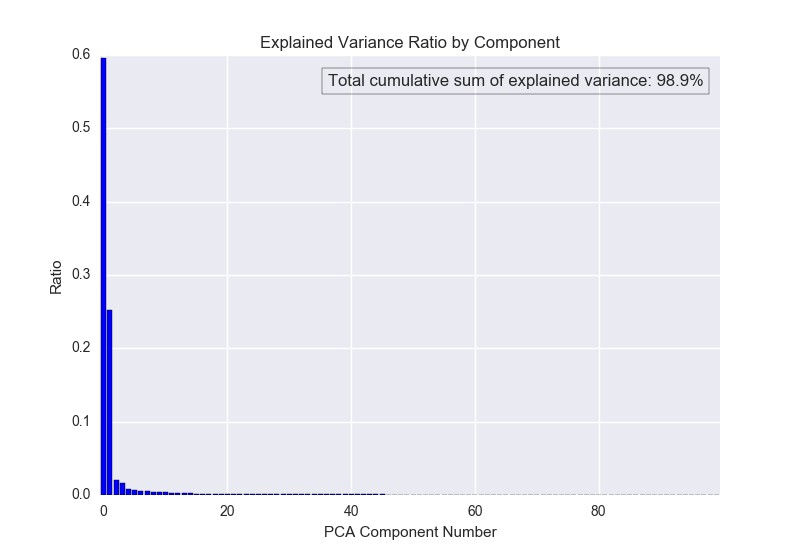 Explained Variance Ratio by Component
Total cumulative sum of explained variance: 98.9%
0.6
0.5
0.4
0.3
0.2
0.1
0.0
Ratio
0 20 40 60 80
PCA Component Number